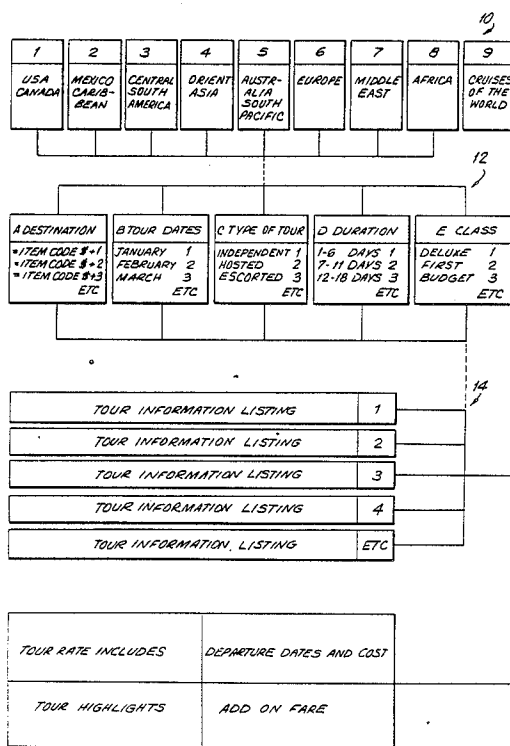 10
1 2 3 4 5 6 7 8 9
USA CANADA
MEXICO CARIB- BEAN
CENTRAL SOUTH AMERICA
ORIENT ASIA
AUSTR- ALIA SOUTH PACIFIC
EUROPE
MIDDLE EAST
AFRICA
CRUISES OF THE WORLD
12
A DESTINATION
=ITEM CODE $+1
=ITEM CODE $+2
=ITEM CODE $+3
ETC
B TOUR DATES
JANUARY 1
FEBRUARY 2
MARCH 3
ETC
C TYPE OF TOUR
INDEPENDENT 1
HOSTED 2
ESCORTED 3
ETC
D DURATION
1-6 DAYS 1
7-11 DAYS 2
12-18 DAYS 3
ETC
E CLASS
DELUXE 1
FIRST 2
BUDGET 3
ETC
14
TOUR INFORMATION LISTING 1
TOUR INFORMATION LISTING 2
TOUR INFORMATION LISTING 3
TOUR INFORMATION LISTING 4
TOUR INFORMATION LISTING ETC
TOUR RATE INCLUDES
DEPARTURE DATES AND COST
TOUR HIGHLIGHTS
ADD ON FARE